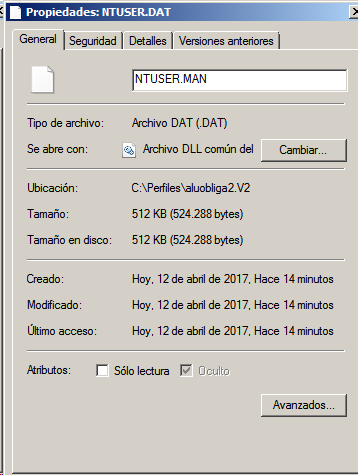 Propiedades: NTUSER.DAT
General Seguridad Detalles Versiones anteriores
NTUSER.MAN
Tipo de archivo: Archivo DAT (.DAT)
Se abre con: Archivo DLL común del Cambiar...
Ubicación: C:\Perfiles\aluobliga2.V2
Tamaño: 512 KB (524.288 bytes)
Tamaño en disco: 512 KB (524.288 bytes)
Creado: Hoy, 12 de abril de 2017, Hace 14 minutos
Modificado: Hoy, 12 de abril de 2017, Hace 14 minutos
Último acceso: Hoy, 12 de abril de 2017, Hace 14 minutos
Atributos: Sólo lectura Oculto
Avanzados...